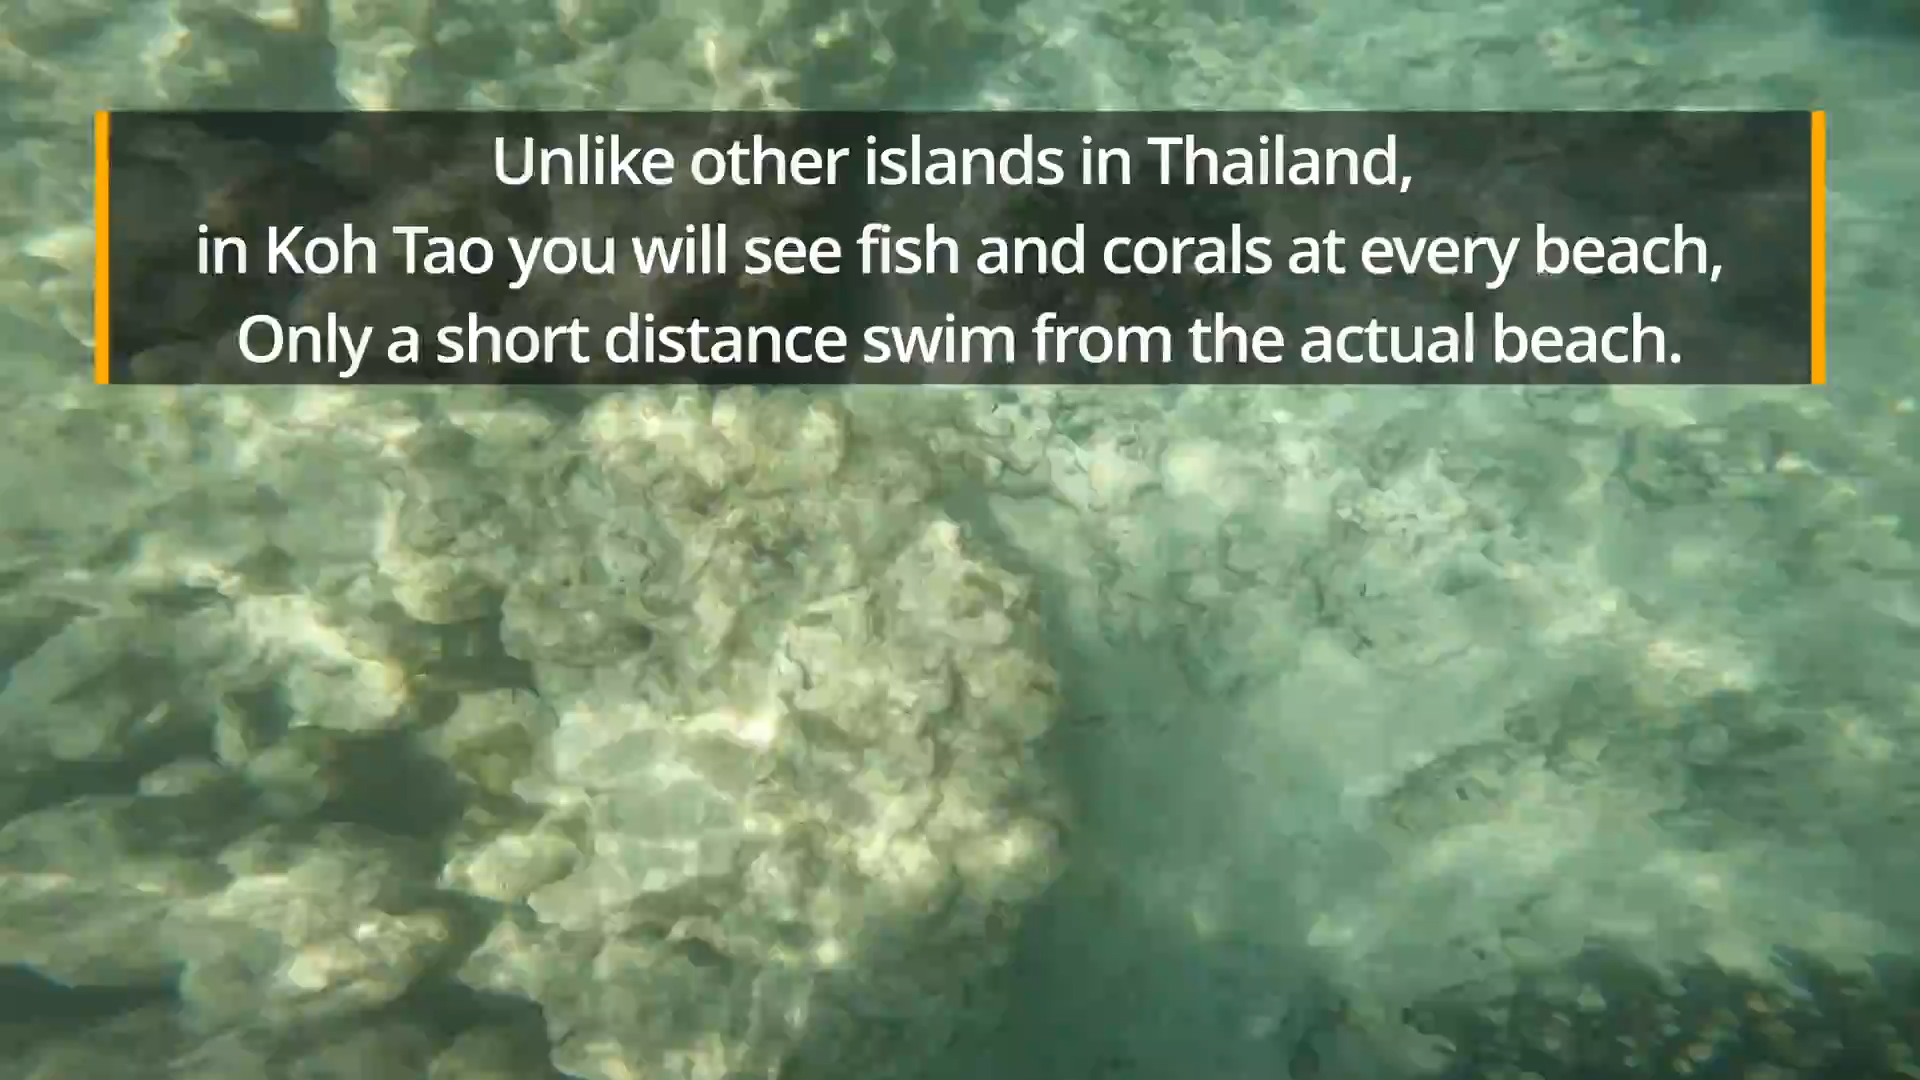 Unlike other islands in Thailand,
in Koh Tao you will see fish and corals at every beach,
Only a short distance swim from the actual beach.